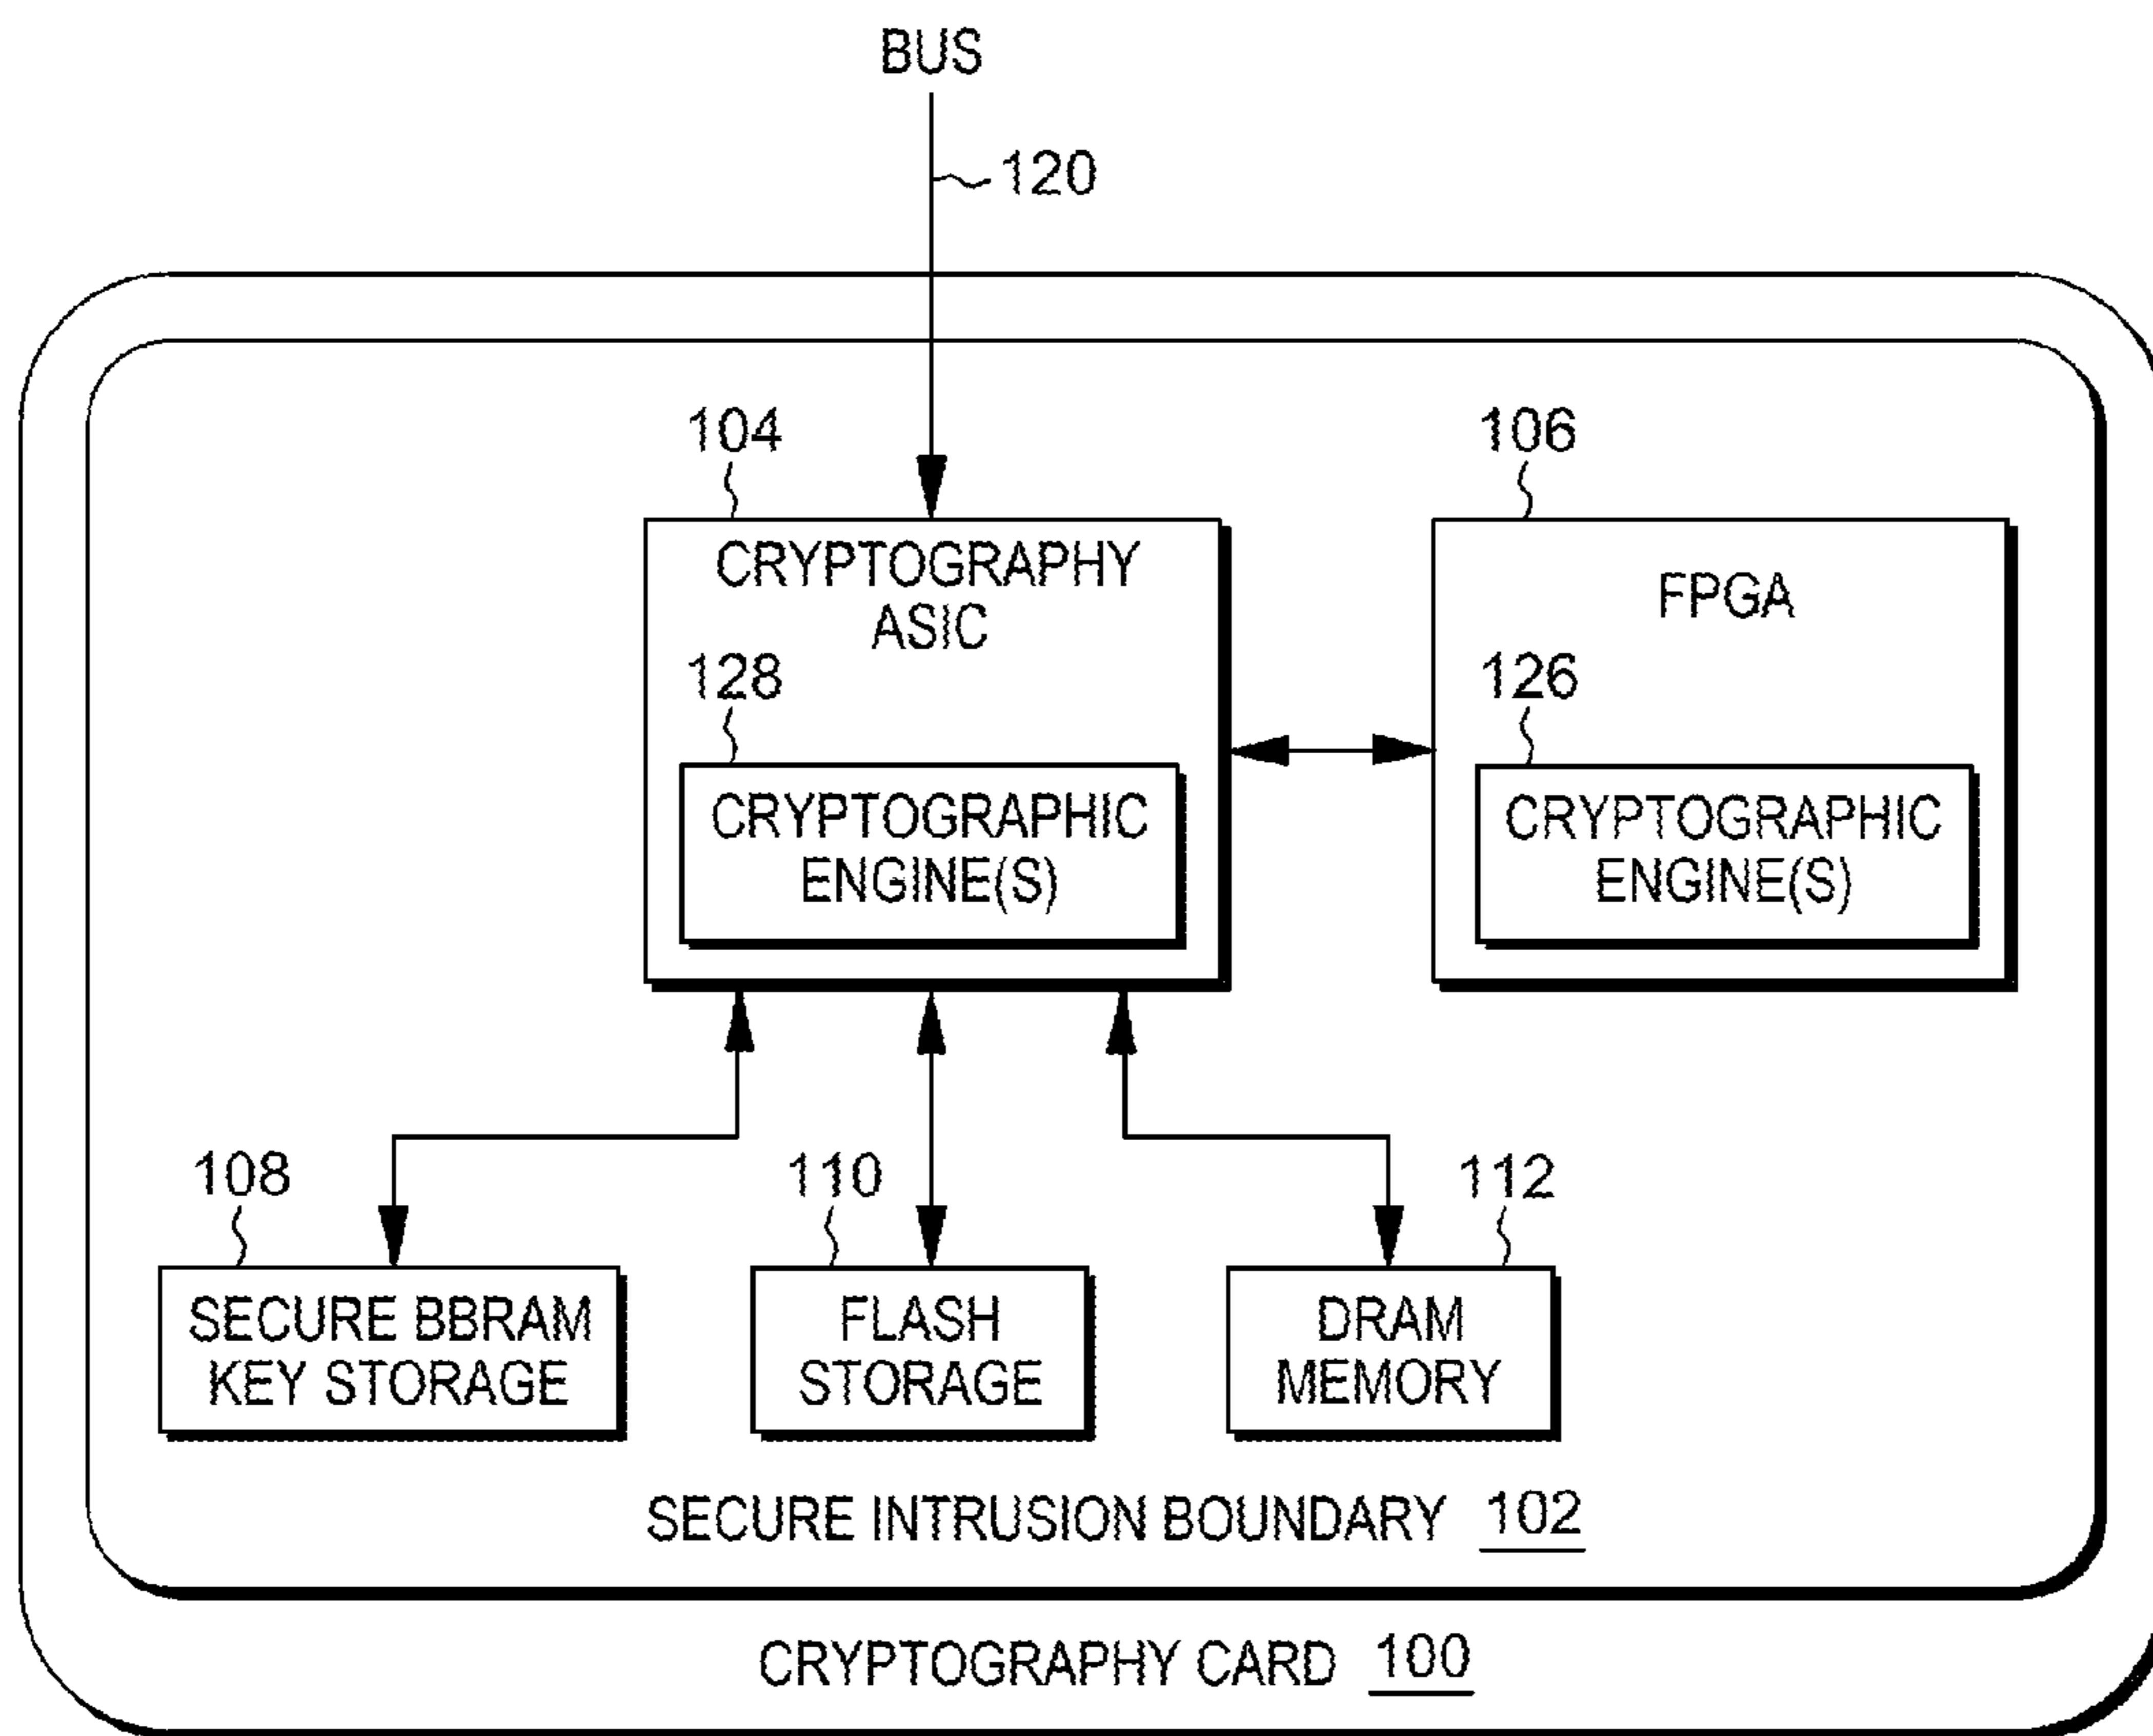 BUS
120
104
106
CRYPTOGRAPHY
ASIC
FPGA
128
126
CRYPTOGRAPHIC
ENGINE(S)
CRYPTOGRAPHIC
ENGINE(S)
108
110
112
SECURE BBRAM
KEY STORAGE
FLASH
STORAGE
DRAM
MEMORY
SECURE INTRUSION BOUNDARY 102
CRYPTOGRAPHY CARD 100